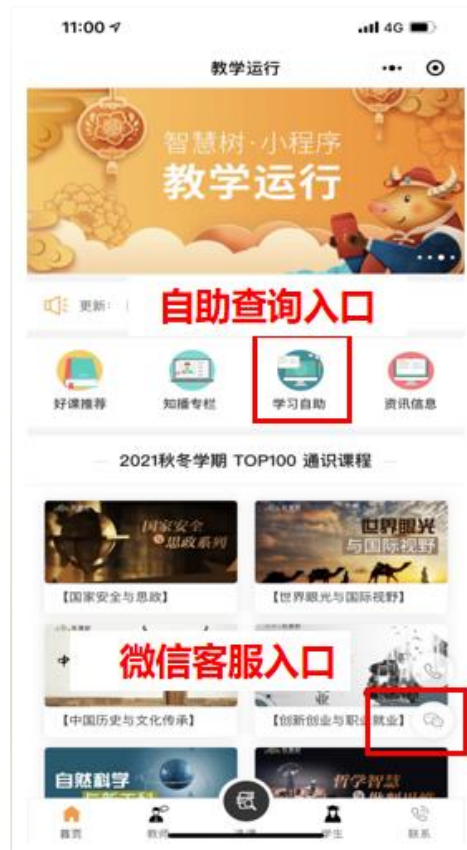 11:00
4G
教学运行
智慧树·小程序
教学运行
更新:
自助查询入口
好课推荐
知播专栏
学习自助
资讯信息
2021秋冬学期 TOP100 通识课程
国家安全
与思政系列
世界眼光
与国际视野
【国家安全与思政】
【世界眼光与国际视野】
中
微信客服入口
【中国历史与文化传承】
【创新创业与职业就业】
自然科学
哲学智慧
首页
教师
学生
联系